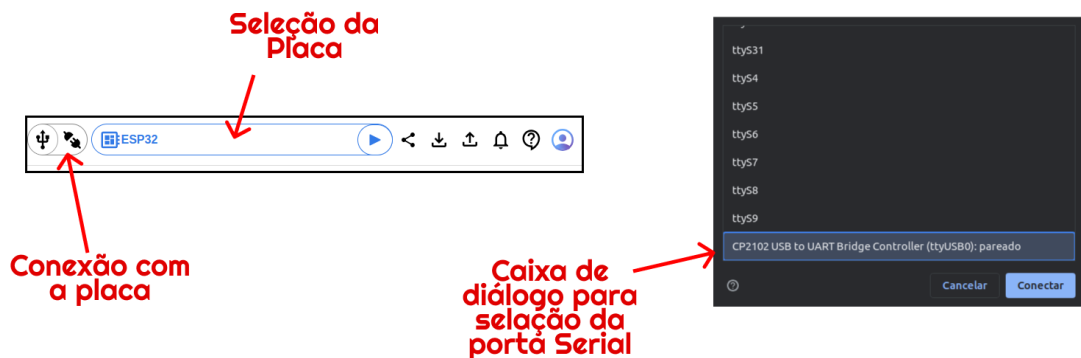 Seleção da
Placa
ESP32
Conexão com
a placa
ttyS31
ttyS4
ttyS5
ttyS6
ttyS7
ttyS8
ttyS9
CP2102 USB to UART Bridge Controller (ttyUSB0): pareado
Cancelar
Conectar
Caixa de
diálogo para
selação da
porta Serial